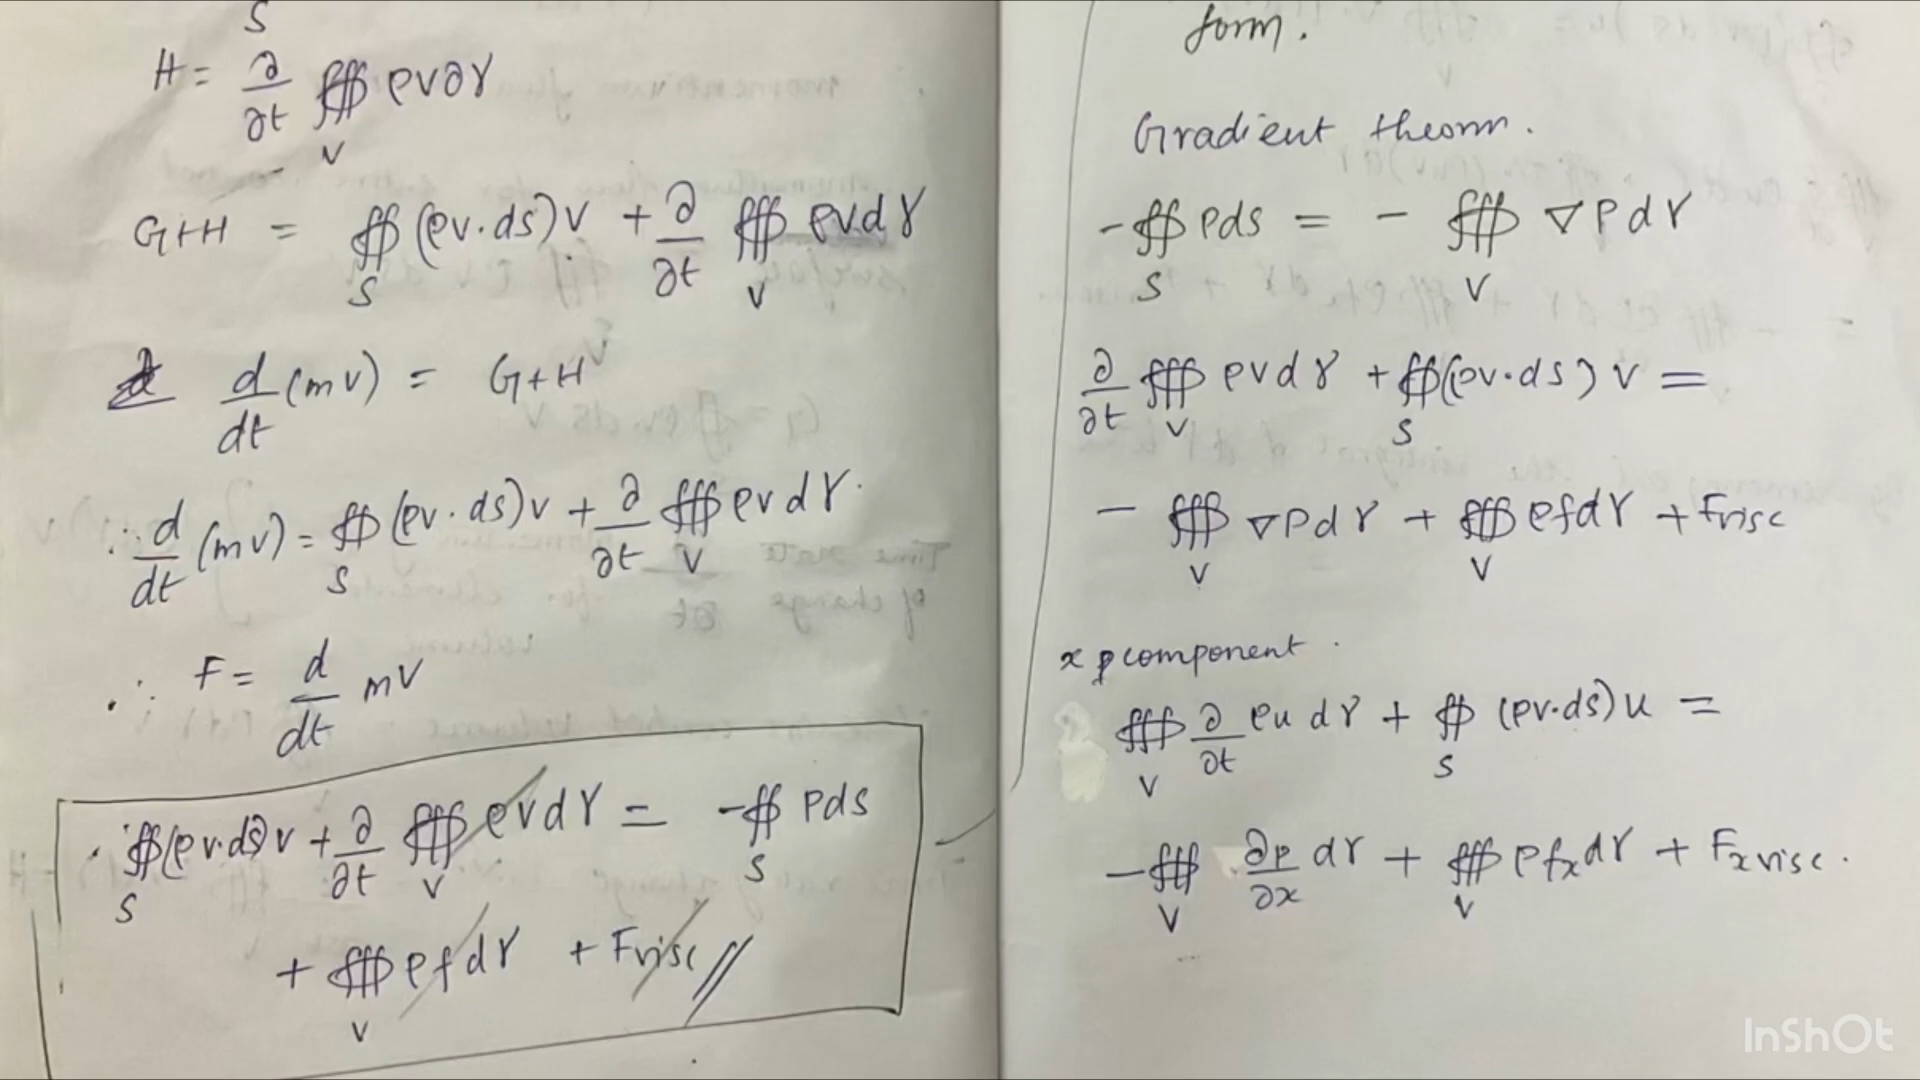 S
H = ∂/∂t ∰ ρv∂γ
V
G+H = ∯ (ρv.ds)v + ∂/∂t ∰ ρvdγ
S V
d/dt (mv) = G+H
∴ d/dt (mv) = ∯ (ρv.ds)v + ∂/∂t ∰ ρvdγ.
S V
∴ F = d/dt mv
∯(ρv.ds)v + ∂/∂t ∰ ρvdγ = -∯ Pds
S V S
+ ∰ ρfdγ + Fvisc //
V
form.
Gradient theorm.
-∯ Pds = - ∰ ∇Pdγ
S V
∂/∂t ∰ ρvdγ + ∯(ρv.ds)v =
V S
- ∰ ∇Pdγ + ∰ ρfdγ + Fvisc
V V
x component.
∰ ∂/∂t ρu dγ + ∯ (ρv.ds)u =
V S
-∰ ∂p/∂x dγ + ∰ ρfx dγ + Fx visc.
V V
InShOt